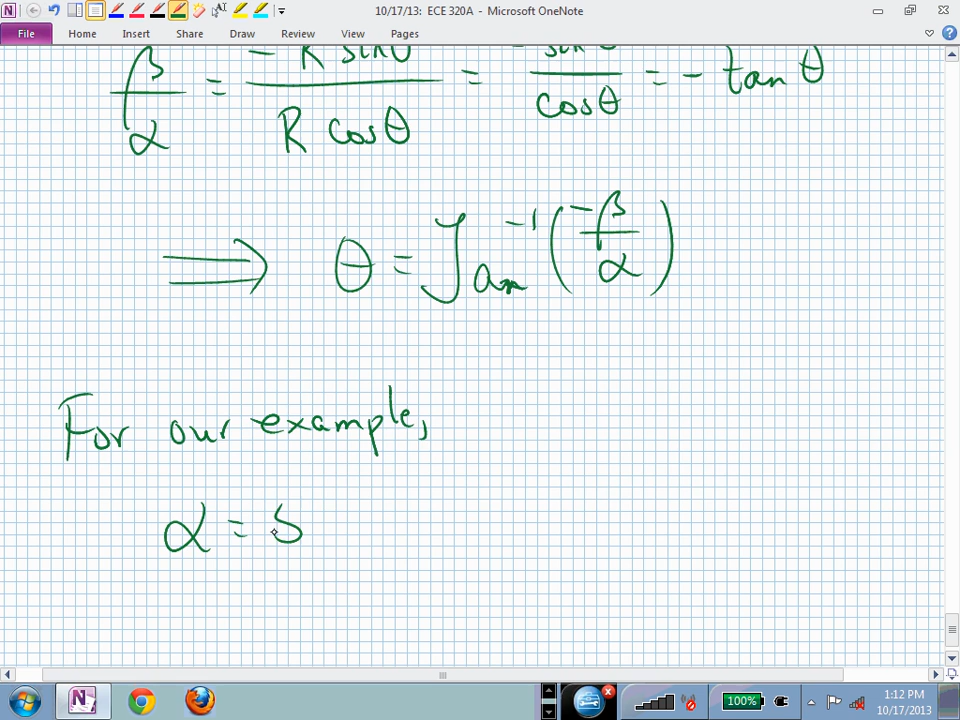 10/17/13: ECE 320A - Microsoft OneNote
File Home Insert Share Draw Review View Pages
β/α = - R sinθ / R cosθ = - sinθ / cosθ = - tan θ
⟹ θ = Tan⁻¹ (-β/α)
For our example,
α = 5
100%
1:12 PM
10/17/2013